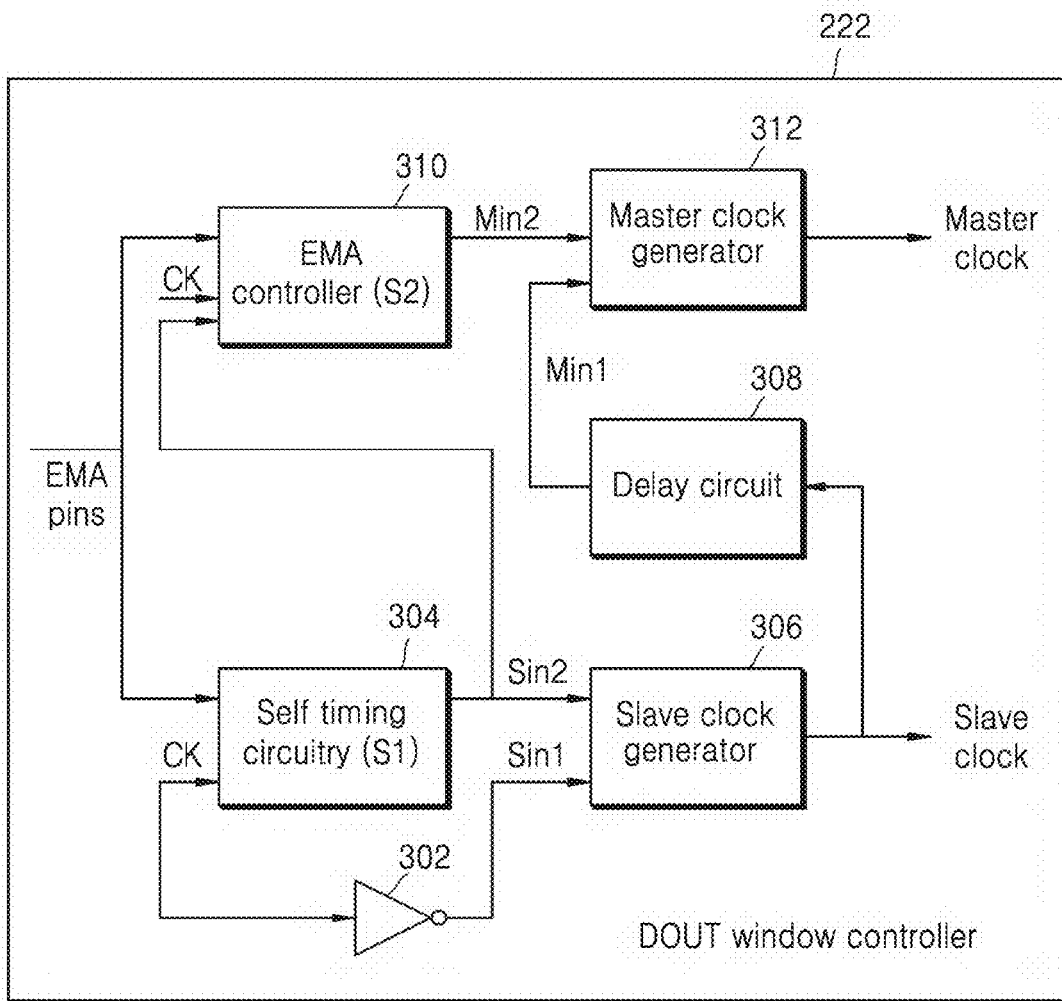 222
312
310
Min2
Master clock
generator
Master
clock
EMA
controller (S2)
CK
Min1
308
Delay circuit
EMA
pins
304
306
Sin2
Self timing
circuitry (S1)
Slave clock
generator
Slave
clock
CK
Sin1
302
DOUT window controller